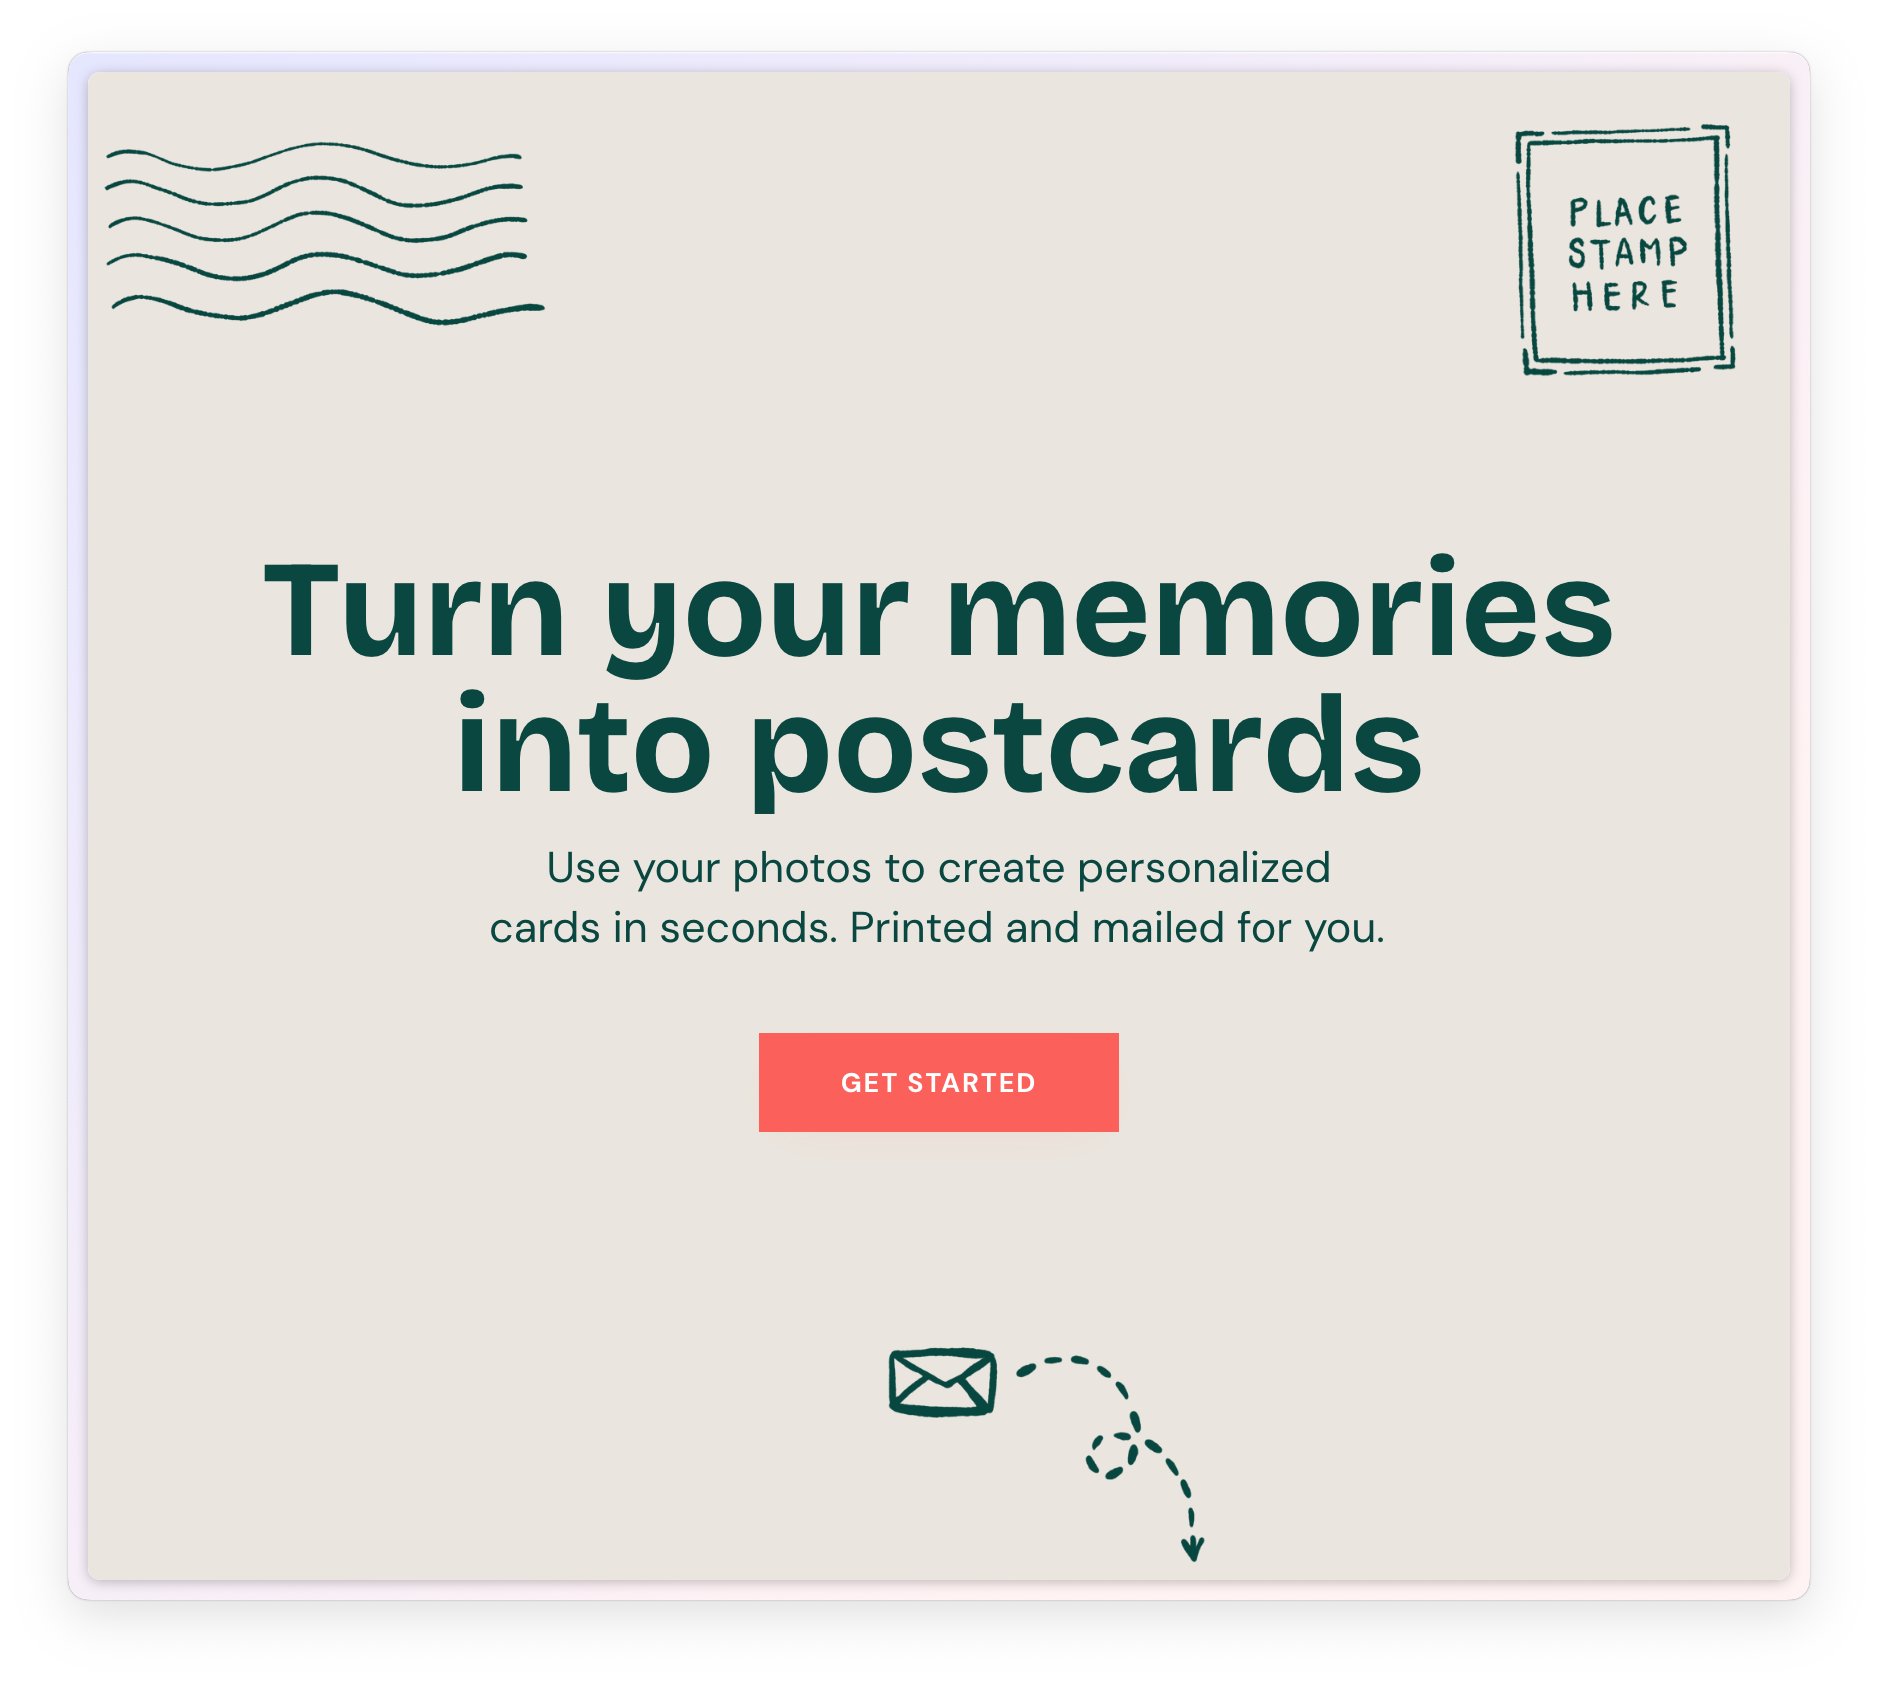 PLACE
STAMP
HERE
Turn your memories
into postcards
Use your photos to create personalized
cards in seconds. Printed and mailed for you.
GET STARTED